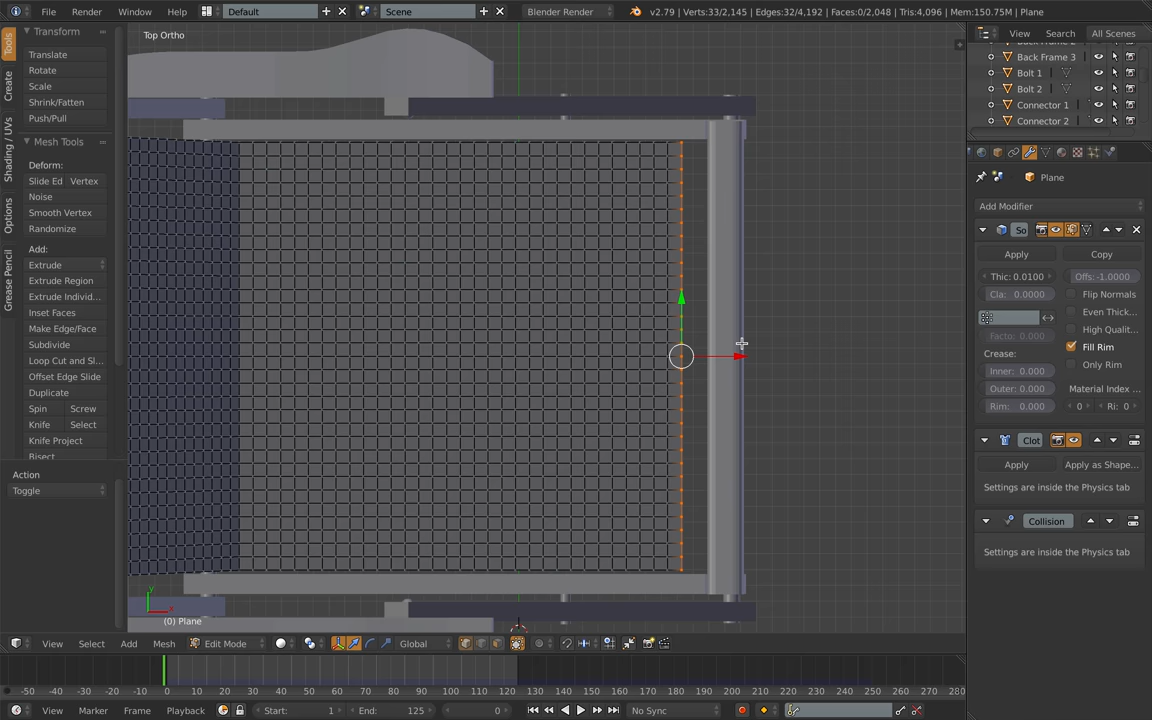 File Render Window Help Default Scene Blender Render v2.79 | Verts:33/2,145 | Edges:32/4,192 | Faces:0/2,048 | Tris:4,096 | Mem:150.75M | Plane
Tools
Create
Shading / UVs
Options
Grease Pencil
Transform
Translate
Rotate
Scale
Shrink/Fatten
Push/Pull
Mesh Tools
Deform:
Slide Ed Vertex
Noise
Smooth Vertex
Randomize
Add:
Extrude
Extrude Region
Extrude Individ...
Inset Faces
Make Edge/Face
Subdivide
Loop Cut and Sl...
Offset Edge Slide
Duplicate
Spin Screw
Knife Select
Knife Project
Bisect
Action
Toggle
Top Ortho
y
x
(0) Plane
View Select Add Mesh Edit Mode Global
-50 -40 -30 -20 -10 0 10 20 30 40 50 60 70 80 90 100 110 120 130 140 150 160 170 180 190 200 210 220 230 240 250 260 270 280
View Marker Frame Playback Start: 1 End: 125 0 No Sync
View Search All Scenes
Back Frame 2
Back Frame 3
Bolt 1
Bolt 2
Connector 1
Connector 2
Plane
Add Modifier
So
Apply Copy
Thic: 0.0100 Offs: -1.0000
Cla: 0.0000 Flip Normals
Even Thick...
High Qualit...
Facto: 0.000
Fill Rim
Crease:
Only Rim
Inner: 0.000
Outer: 0.000 Material Index ...
Rim: 0.000 0 Ri: 0
Clot
Apply Apply as Shape...
Settings are inside the Physics tab
Collision
Settings are inside the Physics tab